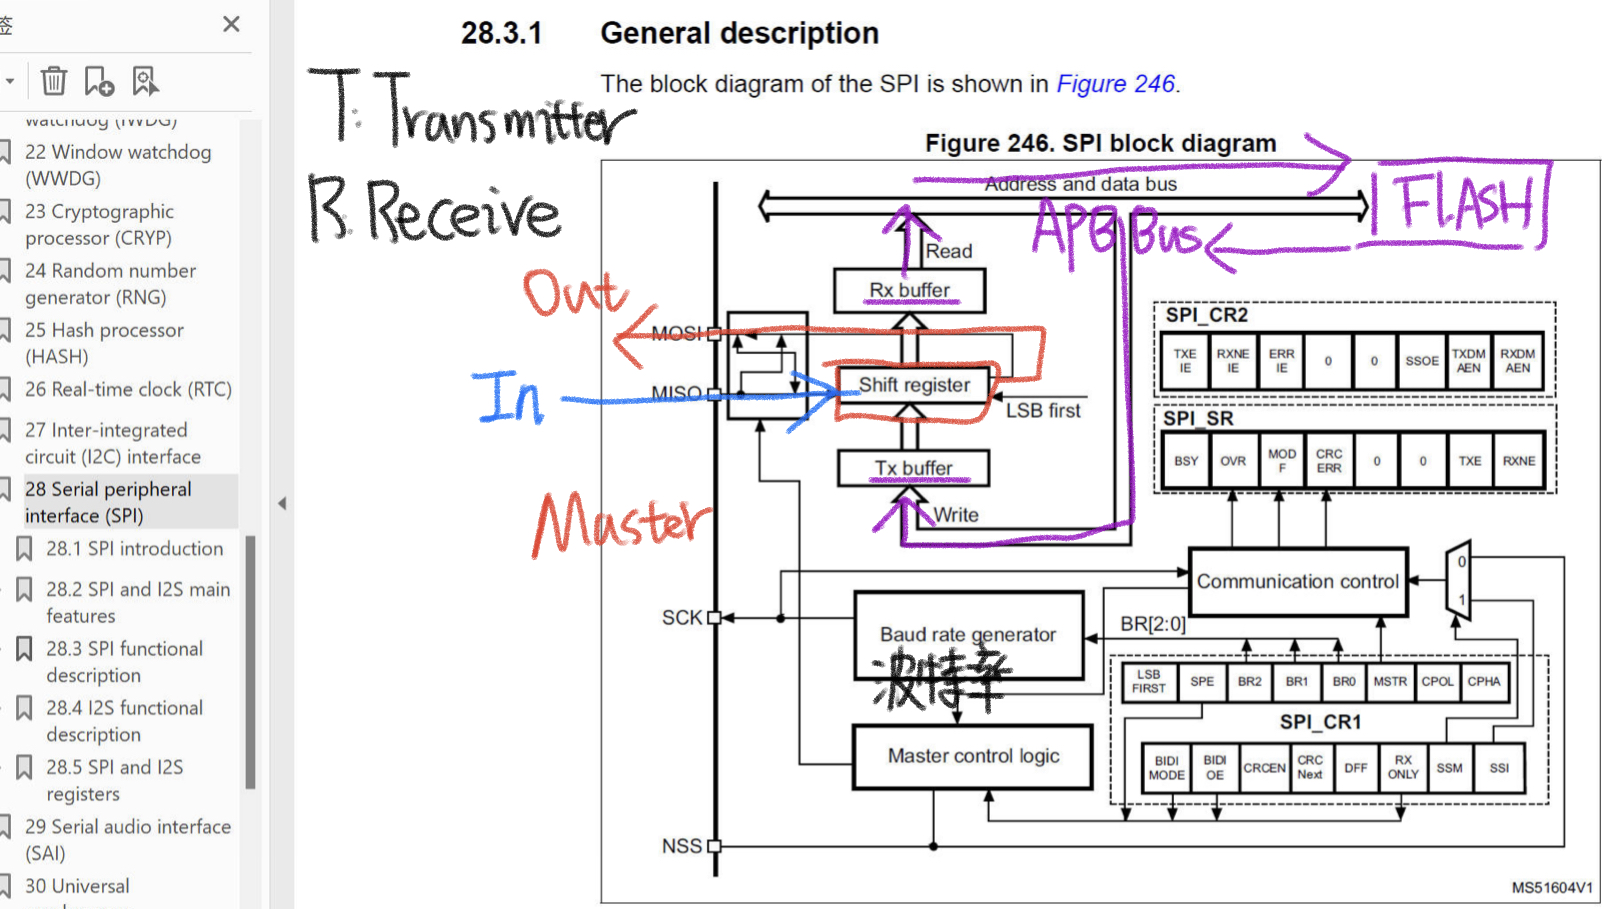 签
watchdog (IWDG)
22 Window watchdog
(WWDG)
23 Cryptographic
processor (CRYP)
24 Random number
generator (RNG)
25 Hash processor
(HASH)
26 Real-time clock (RTC)
27 Inter-integrated
circuit (I2C) interface
28 Serial peripheral
interface (SPI)
28.1 SPI introduction
28.2 SPI and I2S main
features
28.3 SPI functional
description
28.4 I2S functional
description
28.5 SPI and I2S
registers
29 Serial audio interface
(SAI)
30 Universal
28.3.1 General description
The block diagram of the SPI is shown in Figure 246.
T: Transmitter
R: Receive
Figure 246. SPI block diagram
Address and data bus
FLASH
APB Bus
Read
Rx buffer
Out
MOSI
Shift register
In
MISO
LSB first
Tx buffer
Master
Write
SPI_CR2
TXE IE
RXNE IE
ERR IE
0
0
SSOE
TXDM AEN
RXDM AEN
SPI_SR
BSY
OVR
MOD F
CRC ERR
0
0
TXE
RXNE
Communication control
0
1
SCK
Baud rate generator
波特率
BR[2:0]
LSB FIRST
SPE
BR2
BR1
BR0
MSTR
CPOL
CPHA
SPI_CR1
Master control logic
BIDI MODE
BIDI OE
CRCEN
CRC Next
DFF
RX ONLY
SSM
SSI
NSS
MS51604V1